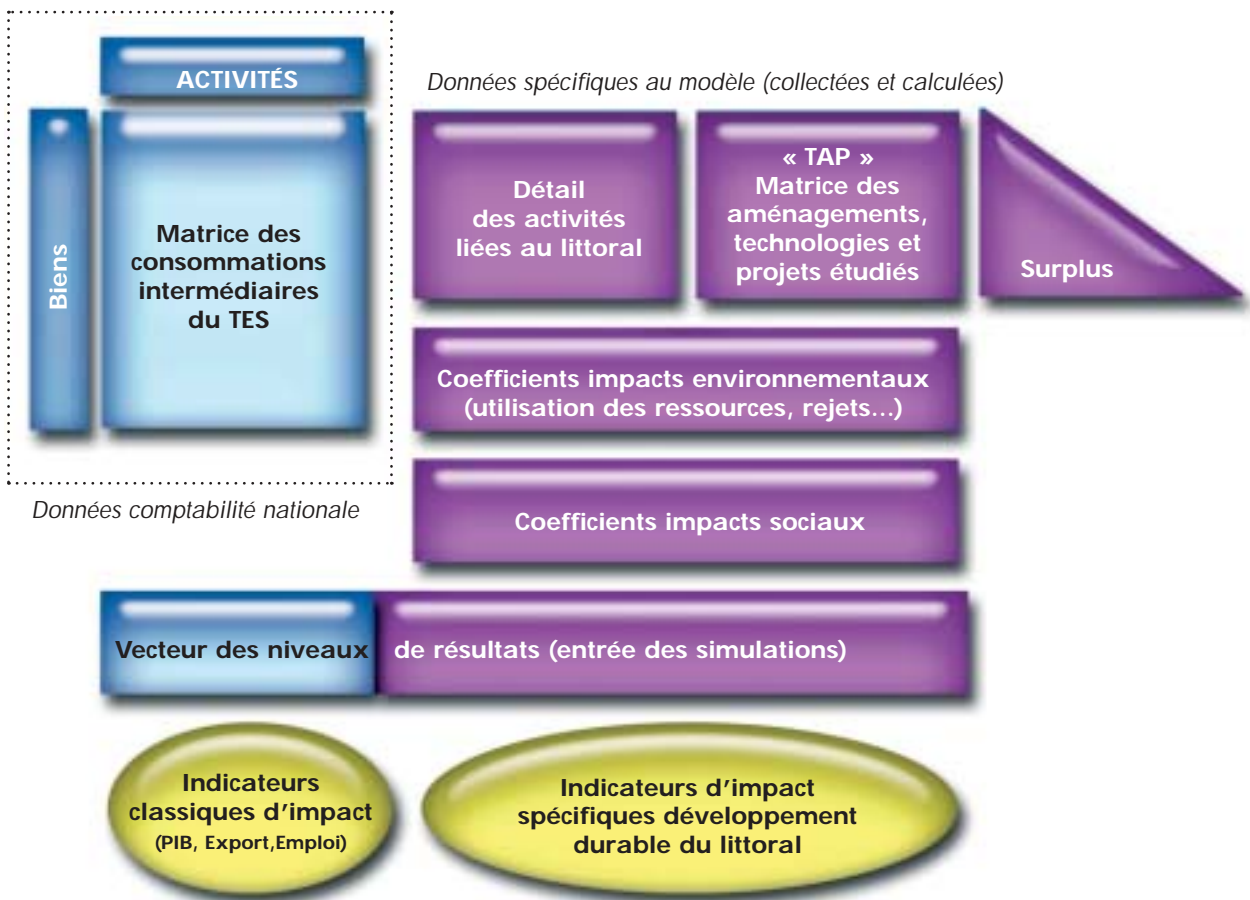 ACTIVITÉS
Données spécifiques au modèle (collectées et calculées)
Biens
Matrice des
consommations
intermédiaires
du TES
Détail
des activités
liées au littoral
« TAP »
Matrice des
aménagements,
technologies et
projets étudiés
Surplus
Coefficients impacts environnementaux
(utilisation des ressources, rejets...)
Données comptabilité nationale
Coefficients impacts sociaux
Vecteur des niveaux de résultats (entrée des simulations)
Indicateurs
classiques d'impact
(PIB, Export,Emploi)
Indicateurs d'impact
spécifiques développement
durable du littoral